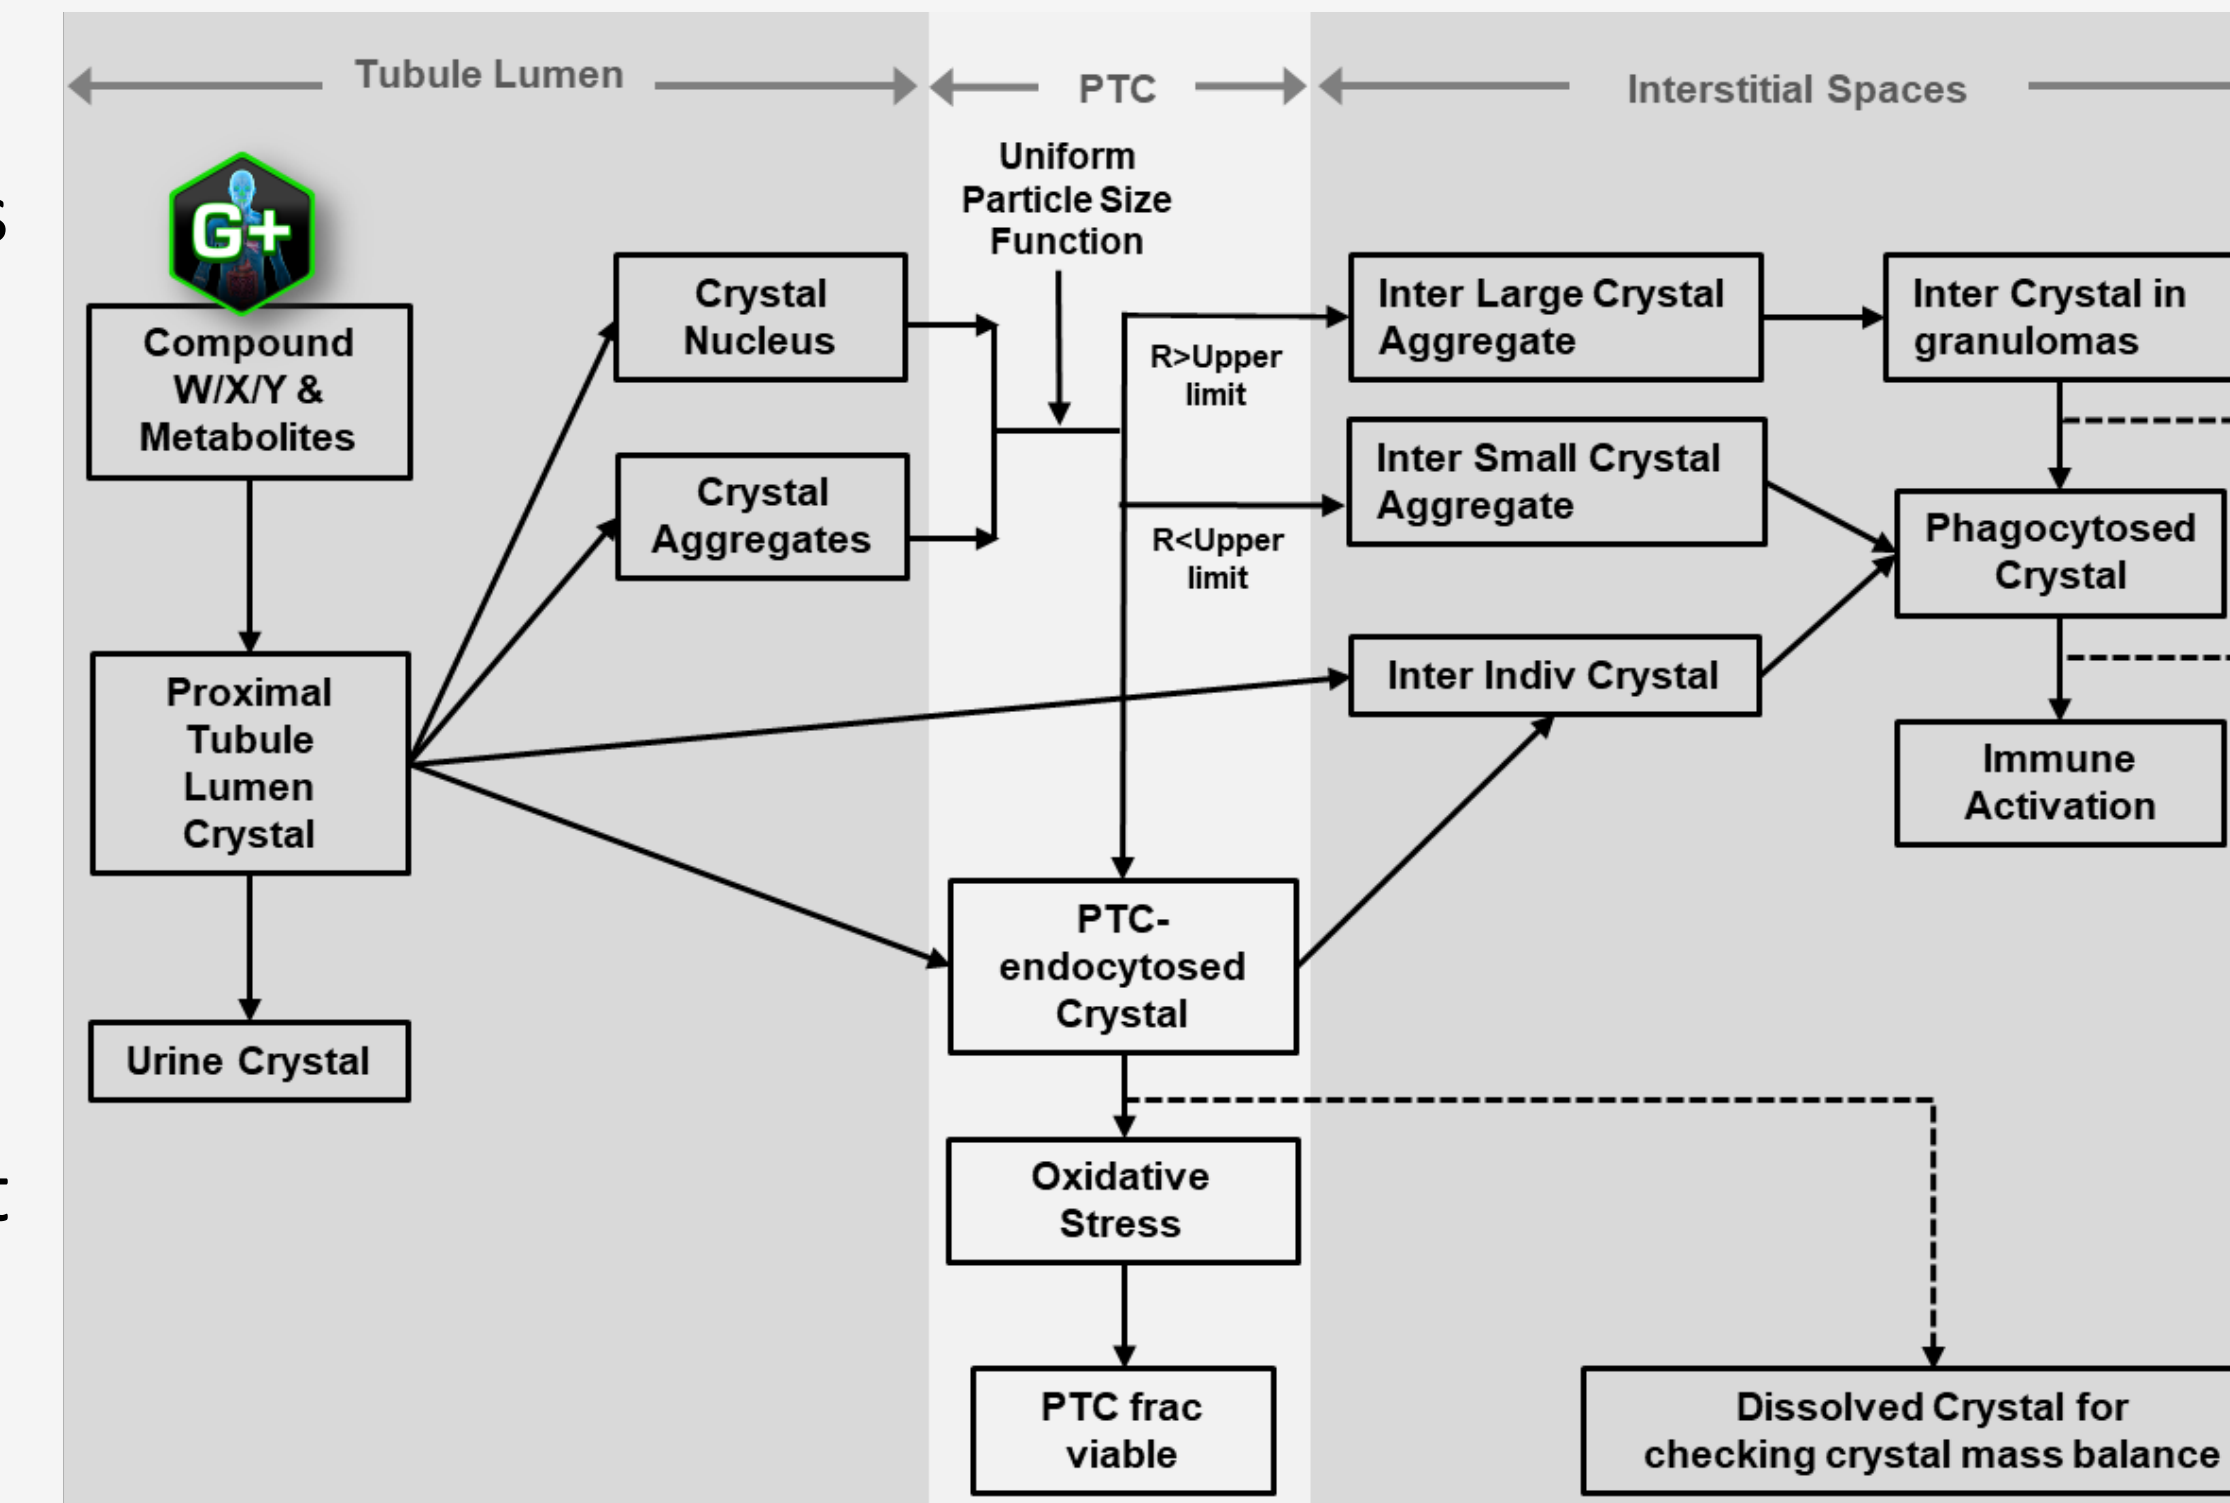 Tubule Lumen
PTC
Interstitial Spaces
s
G+
Compound
W/X/Y &
Metabolites
Crystal
Nucleus
Crystal
Aggregates
Uniform
Particle Size
Function
R>Upper
limit
R<Upper
limit
Inter Large Crystal
Aggregate
Inter Crystal in
granulomas
Inter Small Crystal
Aggregate
Phagocytosed
Crystal
Inter Indiv Crystal
Immune
Activation
Proximal
Tubule
Lumen
Crystal
PTC-
endocytosed
Crystal
Urine Crystal
t
Oxidative
Stress
PTC frac
viable
Dissolved Crystal for
checking crystal mass balance